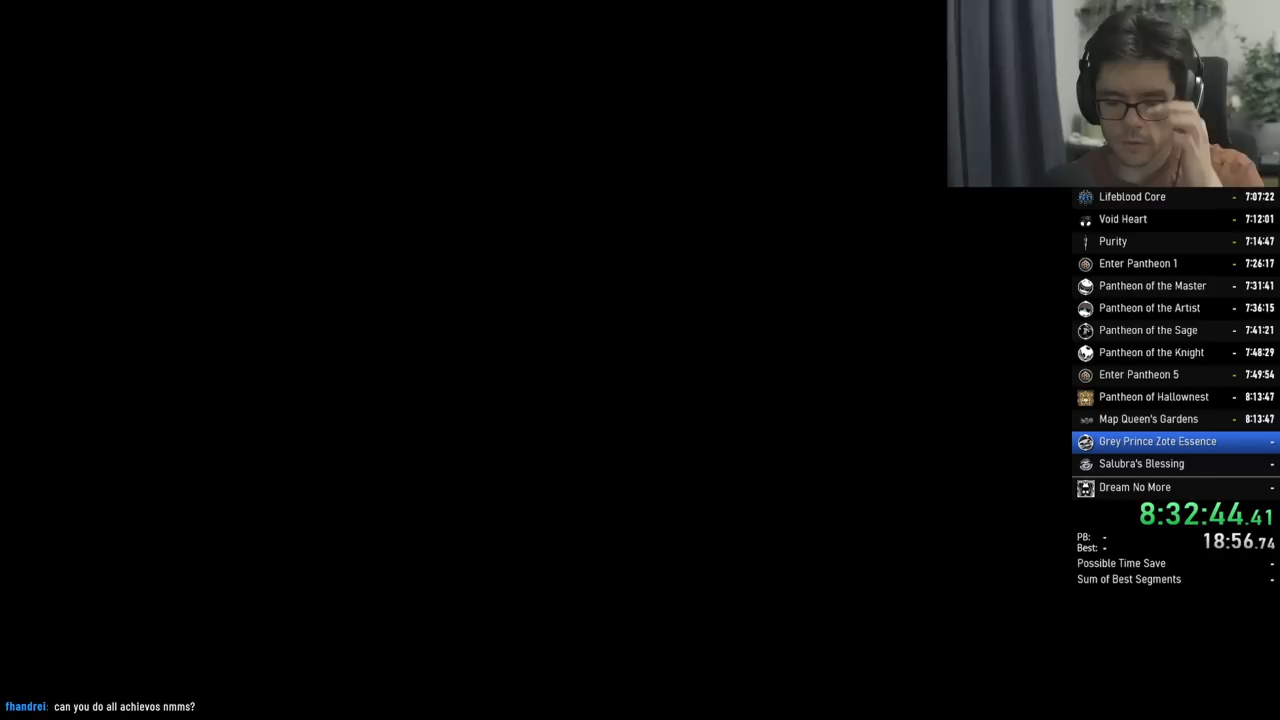 Lifeblood Core - 7:07:22
Void Heart - 7:12:01
Purity - 7:14:47
Enter Pantheon 1 - 7:26:17
Pantheon of the Master - 7:31:41
Pantheon of the Artist - 7:36:15
Pantheon of the Sage - 7:41:21
Pantheon of the Knight - 7:48:29
Enter Pantheon 5 - 7:49:54
Pantheon of Hallownest - 8:13:47
Map Queen's Gardens - 8:13:47
Grey Prince Zote Essence -
Salubra's Blessing -
Dream No More -
8:32:44.41
PB: -
Best: - 18:56.74
Possible Time Save -
Sum of Best Segments -
fhandrei: can you do all achievos nmms?